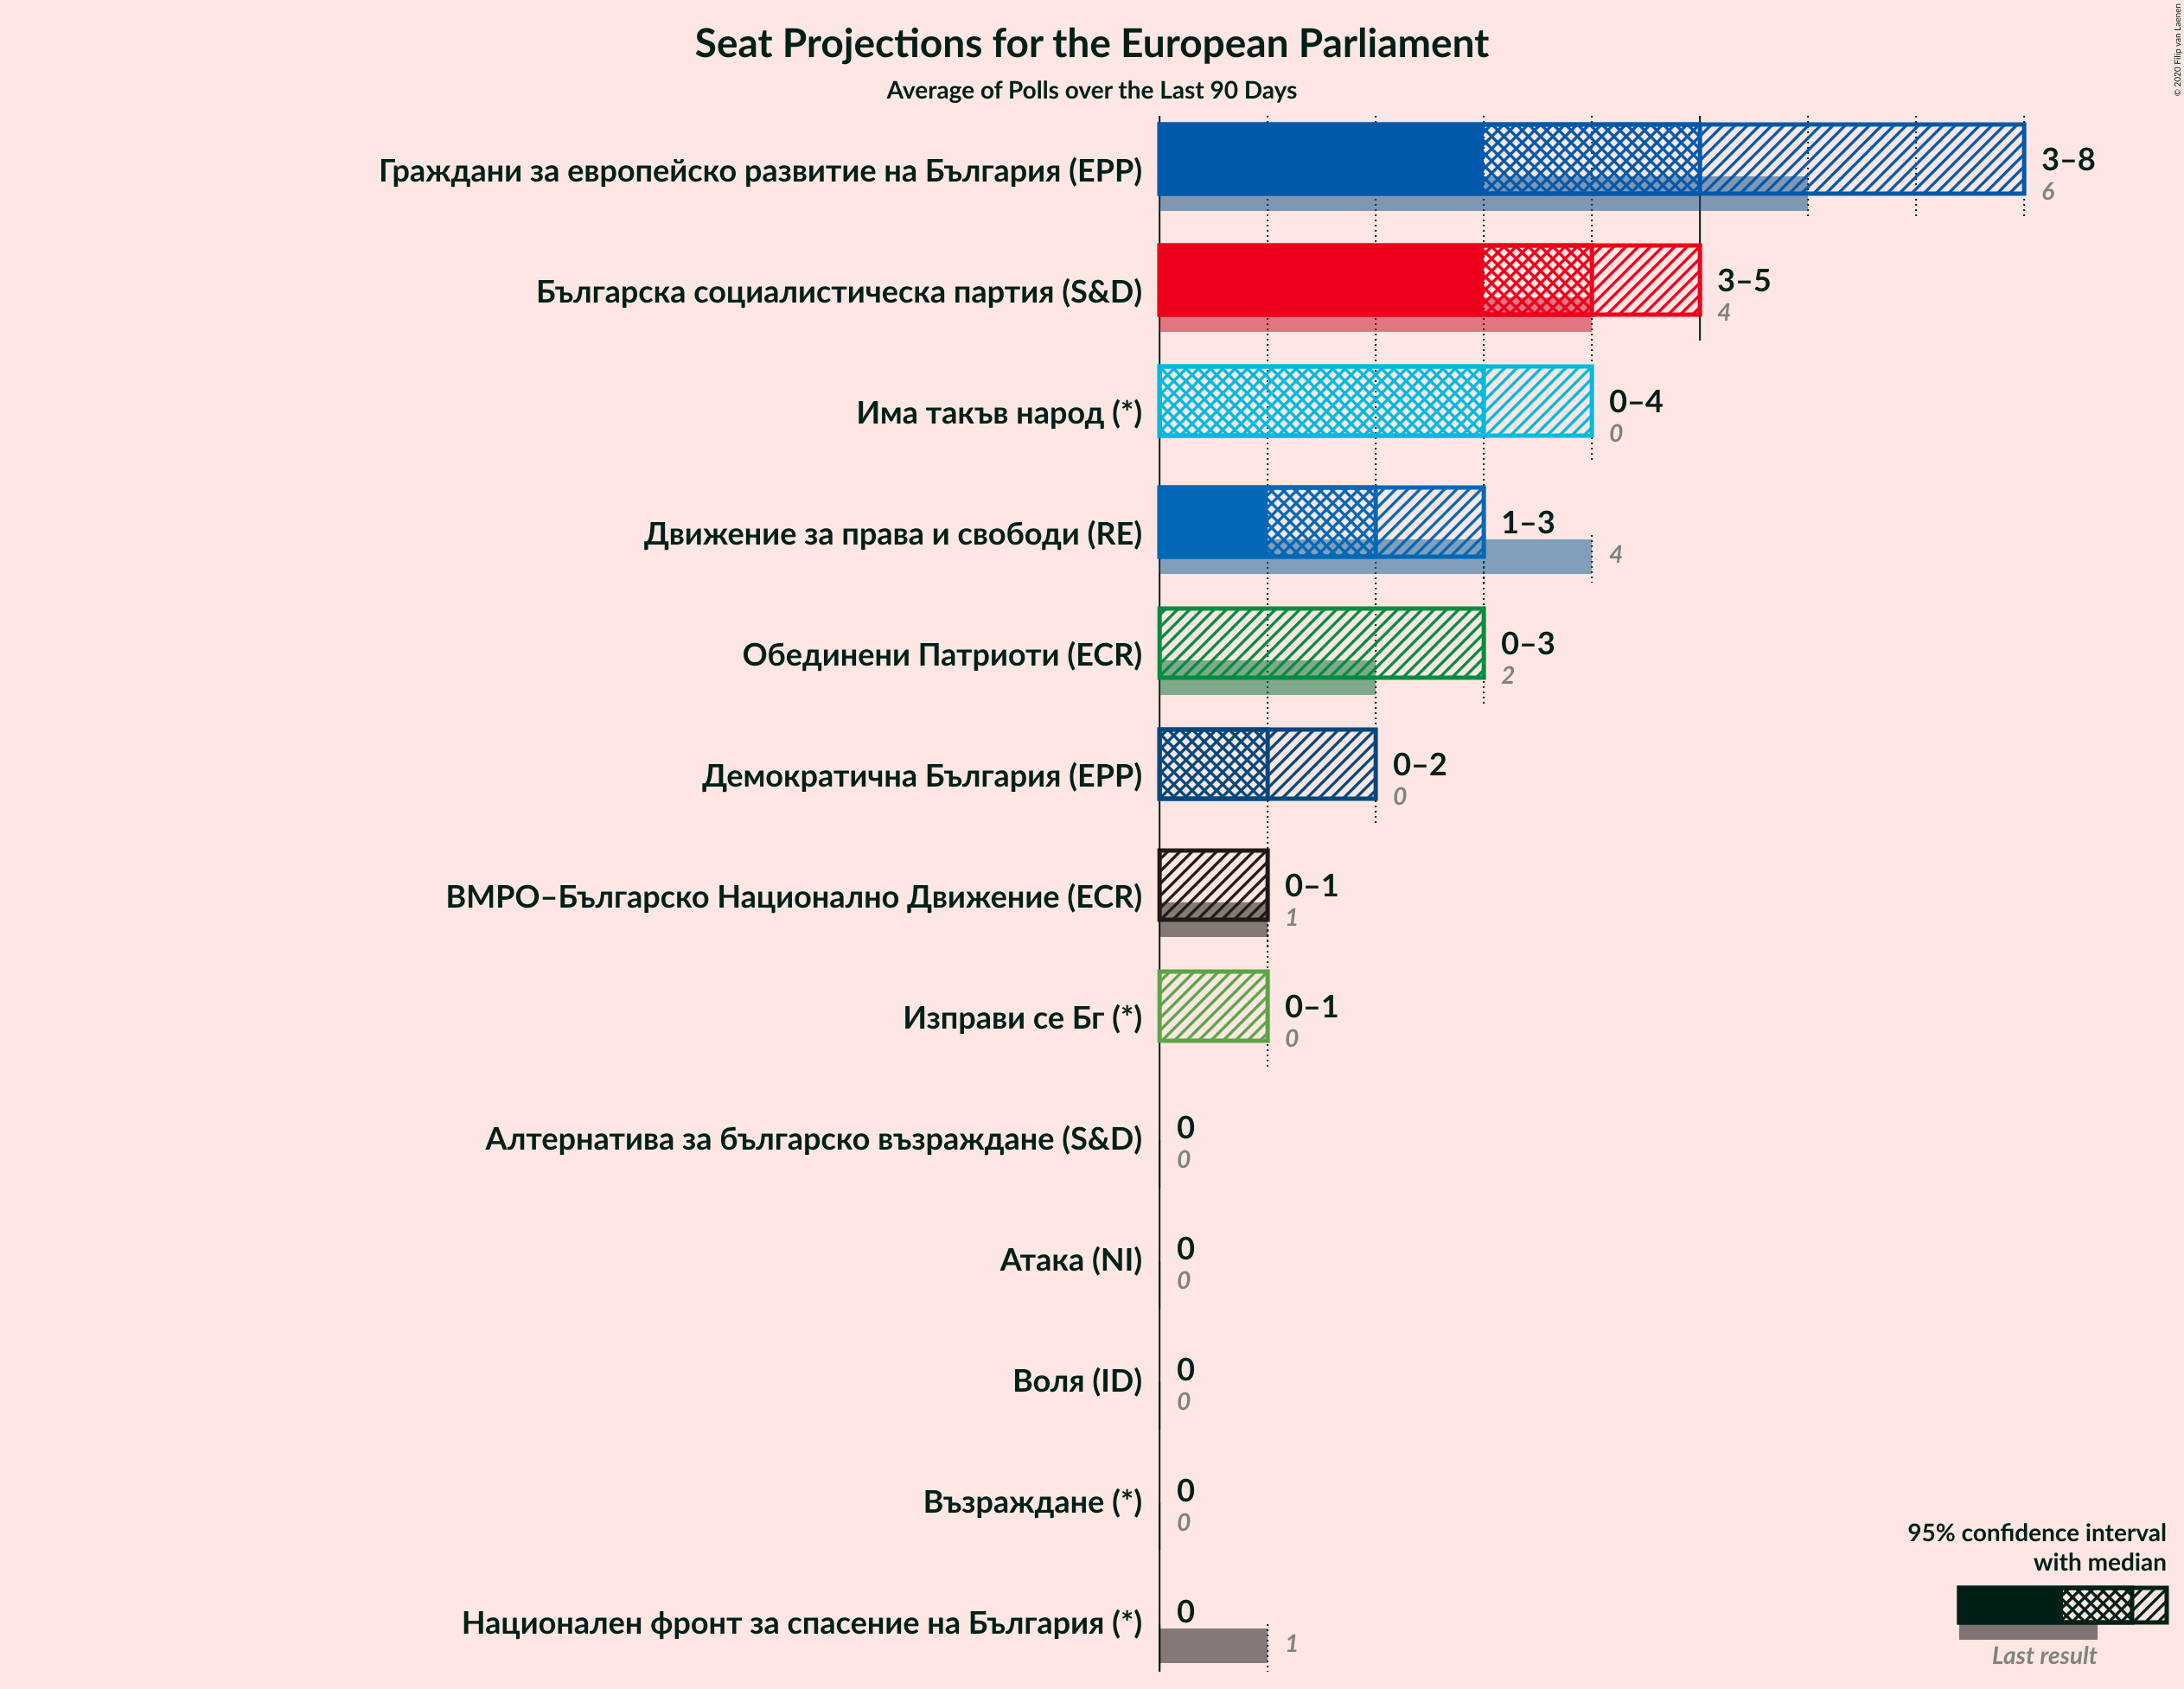 Seat Projections for the European Parliament
Average of Polls over the Last 90 Days
© 2020 Filip van Laenen
Граждани за европейско развитие на България (EPP)
3–8
6
Българска социалистическа партия (S&D)
3–5
4
Има такъв народ (*)
0–4
0
Движение за права и свободи (RE)
1–3
4
Обединени Патриоти (ECR)
0–3
2
Демократична България (EPP)
0–2
0
ВМРО–Българско Национално Движение (ECR)
0–1
1
Изправи се Бг (*)
0–1
0
Алтернатива за българско възраждане (S&D)
0
0
Атака (NI)
0
0
Воля (ID)
0
0
Възраждане (*)
0
0
Национален фронт за спасение на България (*)
0
1
95% confidence interval
with median
Last result